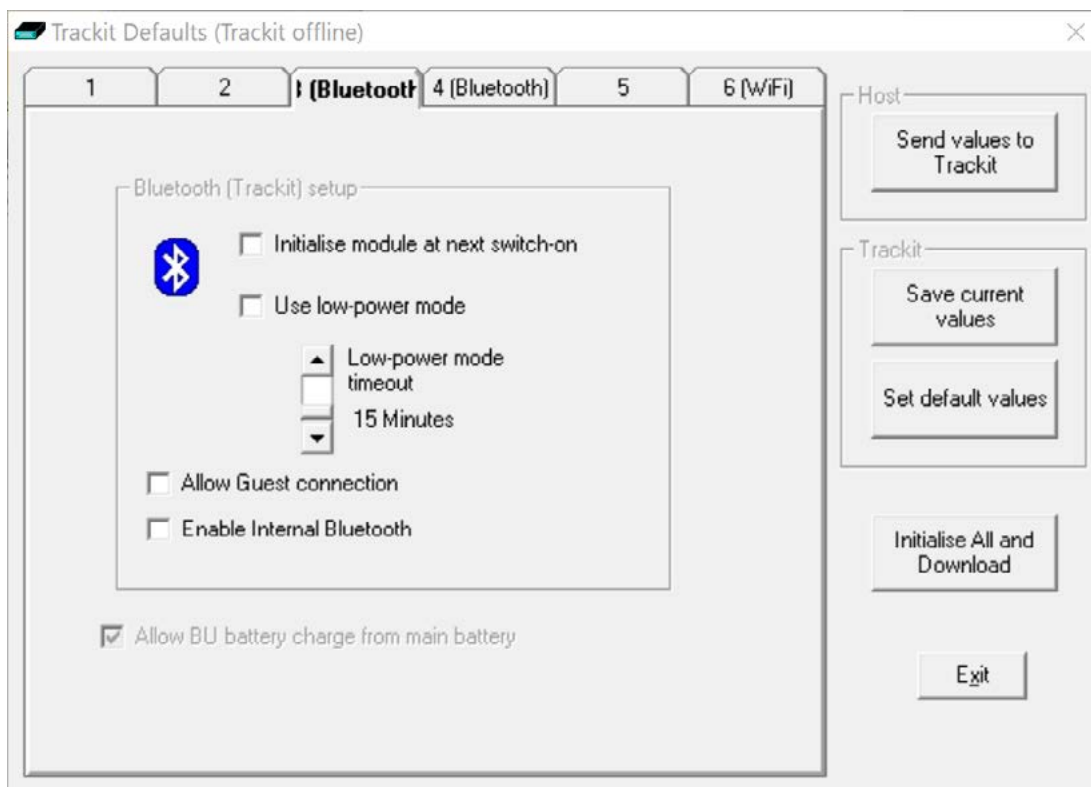 Trackit Defaults (Trackit offline)
1
2
3 (Bluetooth
4 (Bluetooth)
5
6 (WiFi)
Host
Send values to
Trackit
Bluetooth (Trackit) setup
Initialise module at next switch-on
Use low-power mode
Low-power mode
timeout
15 Minutes
Allow Guest connection
Enable Internal Bluetooth
Allow BU battery charge from main battery
Trackit
Save current
values
Set default values
Initialise All and
Download
Exit